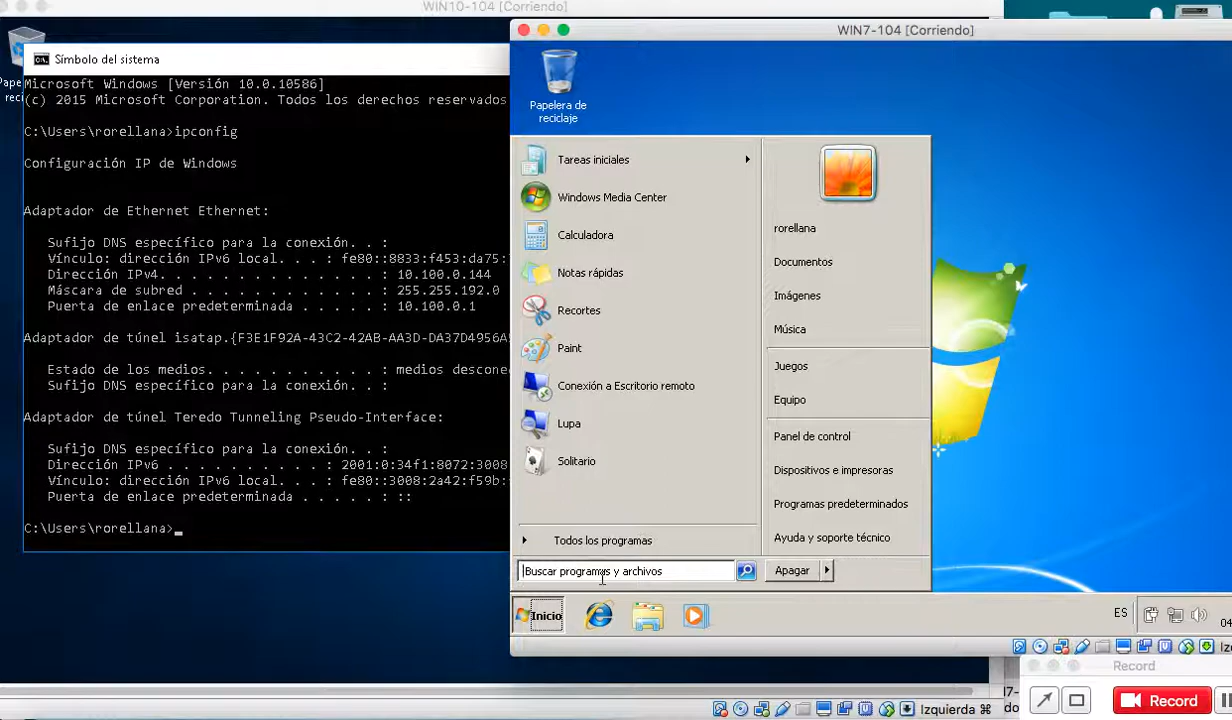 WIN10-104 [Corriendo]
Símbolo del sistema
Microsoft Windows [Versión 10.0.10586]
(c) 2015 Microsoft Corporation. Todos los derechos reservados
C:\Users\rorellana>ipconfig
Configuración IP de Windows
Adaptador de Ethernet Ethernet:
Sufijo DNS específico para la conexión. . :
Vínculo: dirección IPv6 local. . . : fe80::8833:f453:da75:
Dirección IPv4. . . . . . . . . . . . . . : 10.100.0.144
Máscara de subred . . . . . . . . . . . . : 255.255.192.0
Puerta de enlace predeterminada . . . . . : 10.100.0.1
Adaptador de túnel isatap.{F3E1F92A-43C2-42AB-AA3D-DA37D4956A5
Estado de los medios. . . . . . . . . . . : medios descone
Sufijo DNS específico para la conexión. . :
Adaptador de túnel Teredo Tunneling Pseudo-Interface:
Sufijo DNS específico para la conexión. . :
Dirección IPv6 . . . . . . . . . . : 2001:0:34f1:8072:3008
Vínculo: dirección IPv6 local. . . : fe80::3008:2a42:f59b:
Puerta de enlace predeterminada . . . . . : ::
C:\Users\rorellana>_
WIN7-104 [Corriendo]
Papelera de
reciclaje
Tareas iniciales
Windows Media Center
Calculadora
Notas rápidas
Recortes
Paint
Conexión a Escritorio remoto
Lupa
Solitario
Todos los programas
Buscar programas y archivos
rorellana
Documentos
Imágenes
Música
Juegos
Equipo
Panel de control
Dispositivos e impresoras
Programas predeterminados
Ayuda y soporte técnico
Apagar
Inicio
ES
04
Izquierda ⌘
Record
Record